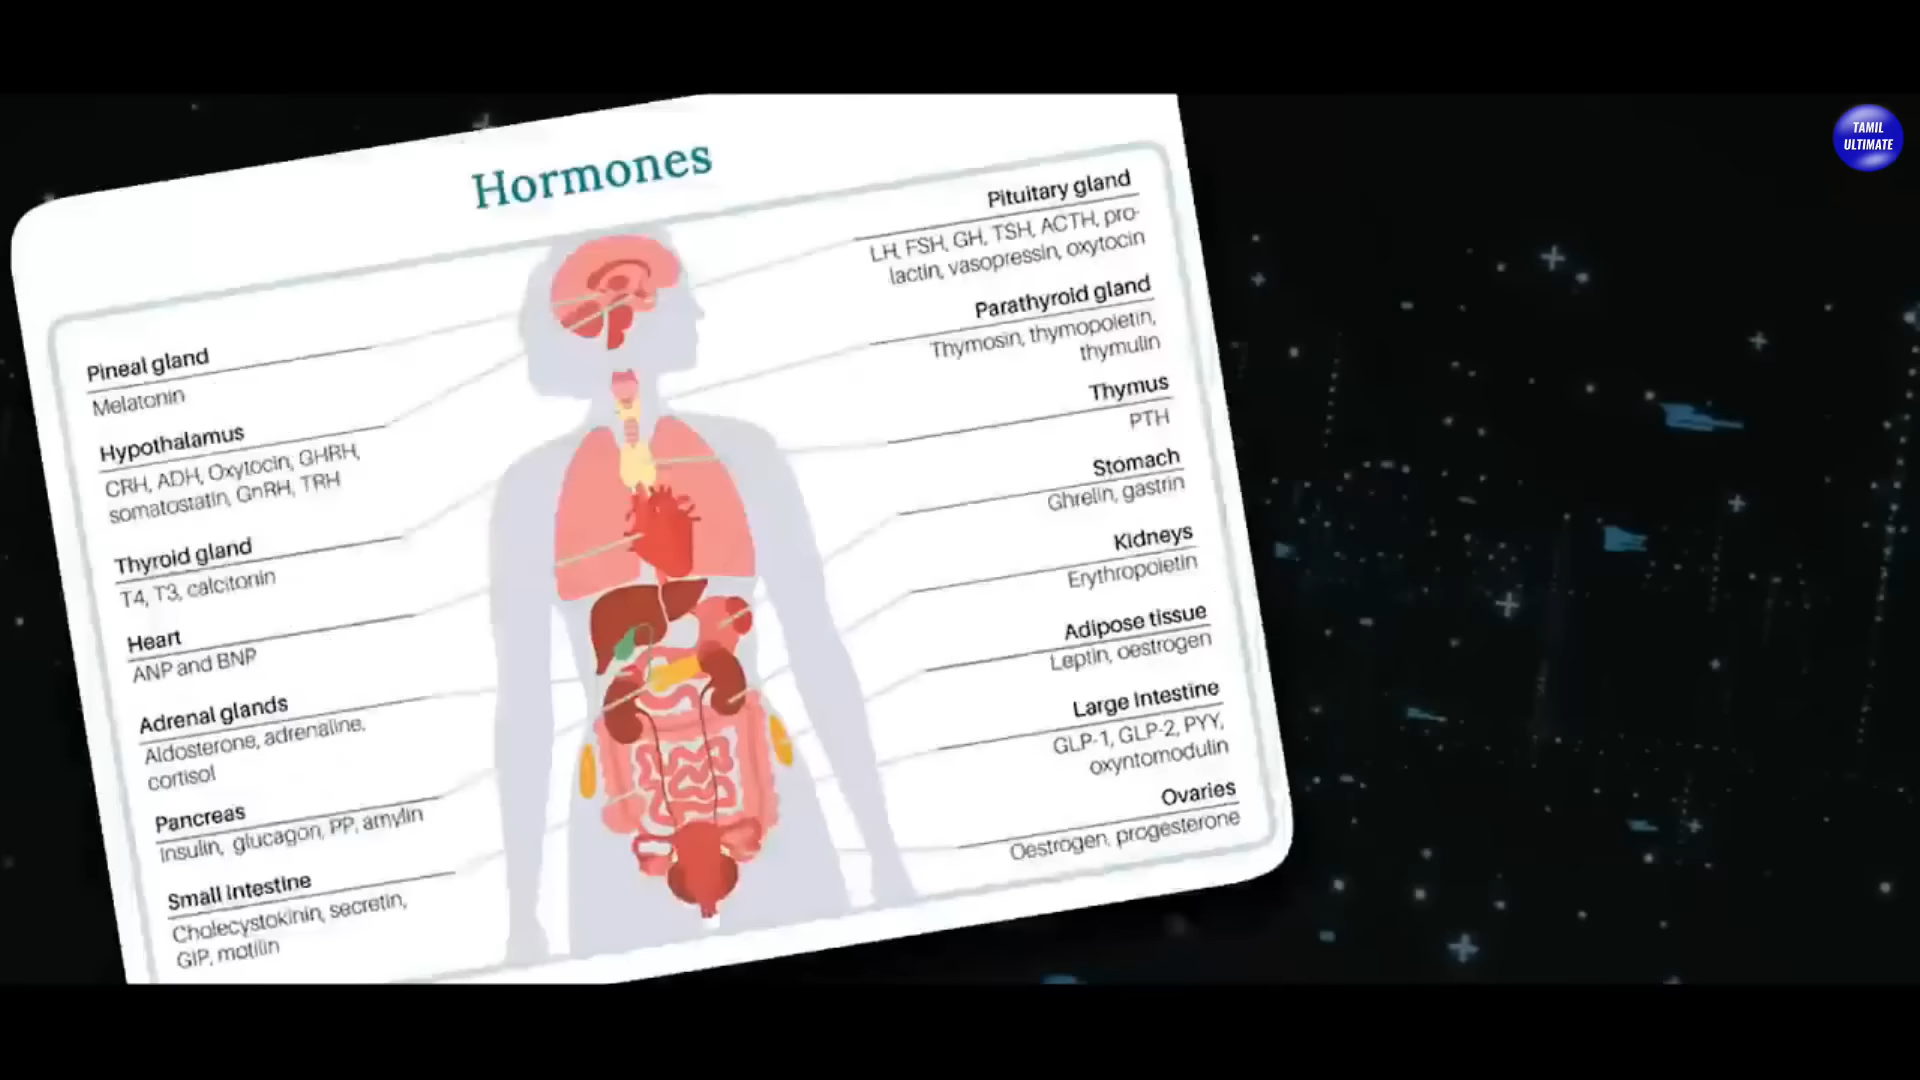 Hormones
Pineal gland
Melatonin
Hypothalamus
CRH, ADH, Oxytocin, GHRH,
somatostatin, GnRH, TRH
Thyroid gland
T4, T3, calcitonin
Heart
ANP and BNP
Adrenal glands
Aldosterone, adrenaline,
cortisol
Pancreas
Insulin, glucagon, PP, amylin
Small intestine
Cholecystokinin, secretin,
GIP, motilin
Pituitary gland
LH, FSH, GH, TSH, ACTH, pro-
lactin, vasopressin, oxytocin
Parathyroid gland
Thymosin, thymopoietin,
thymulin
Thymus
PTH
Stomach
Ghrelin, gastrin
Kidneys
Erythropoietin
Adipose tissue
Leptin, oestrogen
Large Intestine
GLP-1, GLP-2, PYY,
oxyntomodulin
Ovaries
Oestrogen, progesterone
TAMIL
ULTIMATE